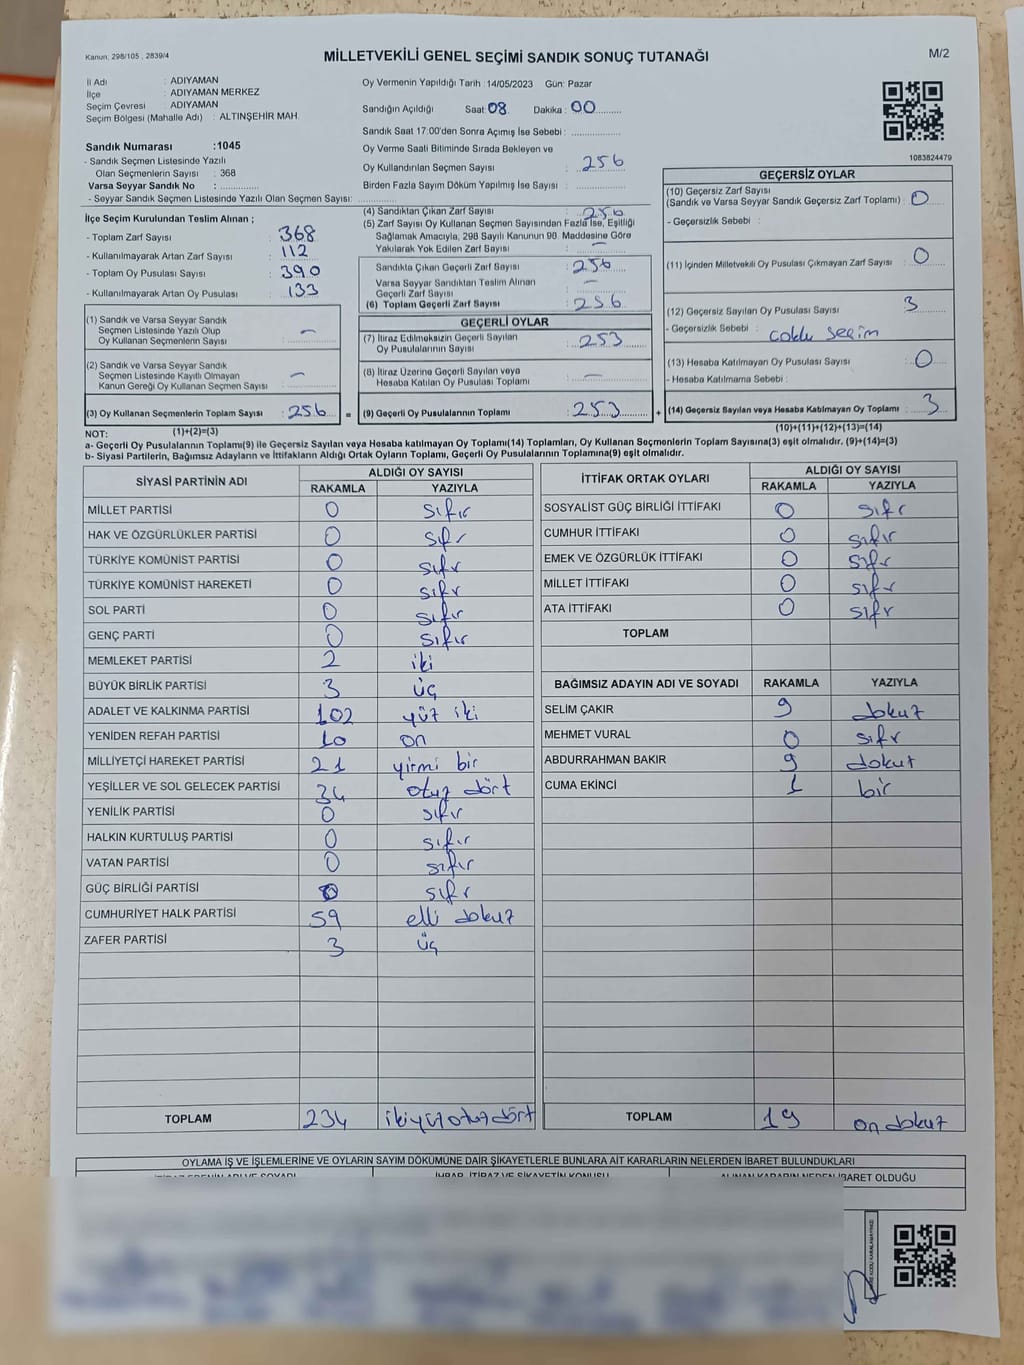 Kanun: 298/105 , 2839/4
MİLLETVEKİLİ GENEL SEÇİMİ SANDIK SONUÇ TUTANAĞI
M/2
İl Adı : ADIYAMAN
İlçe : ADIYAMAN MERKEZ
Seçim Çevresi : ADIYAMAN
Seçim Bölgesi (Mahalle Adı) : ALTINŞEHİR MAH.
Sandık Numarası :1045
- Sandık Seçmen Listesinde Yazılı
Olan Seçmenlerin Sayısı : 368
Varsa Seyyar Sandık No :
- Seyyar Sandık Seçmen Listesinde Yazılı Olan Seçmen Sayısı:
Oy Vermenin Yapıldığı Tarih : 14/05/2023 Gün: Pazar
Sandığın Açıldığı Saat: 08 Dakika : 00
Sandık Saat 17:00'den Sonra Açımış İse Sebebi :
Oy Verme Saati Bitiminde Sırada Bekleyen ve
Oy Kullandırılan Seçmen Sayısı : 256
Birden Fazla Sayım Döküm Yapılmış İse Sayısı :
1083824479
İlçe Seçim Kurulundan Teslim Alınan ;
- Toplam Zarf Sayısı : 368
- Kullanılmayarak Artan Zarf Sayısı : 112
- Toplam Oy Pusulası Sayısı : 390
- Kullanılmayarak Artan Oy Pusulası : 133
(1) Sandık ve Varsa Seyyar Sandık
Seçmen Listesinde Yazılı Olup
Oy Kullanan Seçmenlerin Sayısı : —
(2) Sandık ve Varsa Seyyar Sandık
Seçmen Listesinde Kayıtlı Olmayan
Kanun Gereği Oy Kullanan Seçmen Sayısı : —
(3) Oy Kullanan Seçmenlerin Toplam Sayısı : 256 =
(1)+(2)=(3)
(4) Sandıktan Çıkan Zarf Sayısı : 256
(5) Zarf Sayısı Oy Kullanan Seçmen Sayısından Fazla İse, Eşitliği
Sağlamak Amacıyla, 298 Sayılı Kanunun 98. Maddesine Göre
Yakılarak Yok Edilen Zarf Sayısı : —
Sandıkta Çıkan Geçerli Zarf Sayısı : 256
Varsa Seyyar Sandıktan Teslim Alınan
Geçerli Zarf Sayısı : —
(6) Toplam Geçerli Zarf Sayısı : 256
GEÇERLİ OYLAR
(7) İtiraz Edilmeksizin Geçerli Sayılan
Oy Pusulalarının Sayısı : 253
(8) İtiraz Üzerine Geçerli Sayılan veya
Hesaba Katılan Oy Pusulası Toplamı : —
(9) Geçerli Oy Pusulalarının Toplamı : 253 +
GEÇERSİZ OYLAR
(10) Geçersiz Zarf Sayısı
(Sandık ve Varsa Seyyar Sandık Geçersiz Zarf Toplamı) : 0
- Geçersizlik Sebebi :
(11) İçinden Milletvekili Oy Pusulası Çıkmayan Zarf Sayısı : 0
(12) Geçersiz Sayılan Oy Pusulası Sayısı : 3
- Geçersizlik Sebebi : seçim
(13) Hesaba Katılmayan Oy Pusulası Sayısı : 0
- Hesaba Katılmama Sebebi :
(14) Geçersiz Sayılan veya Hesaba Katılmayan Oy Toplamı : 3
(10)+(11)+(12)+(13)=(14)
NOT:
a- Geçerli Oy Pusulalarının Toplamı(9) ile Geçersiz Sayılan veya Hesaba katılmayan Oy Toplamı(14) Toplamları, Oy Kullanan Seçmenlerin Toplam Sayısına(3) eşit olmalıdır. (9)+(14)=(3)
b- Siyasi Partilerin, Bağımsız Adayların ve İttifakların Aldığı Ortak Oyların Toplamı, Geçerli Oy Pusulalarının Toplamına(9) eşit olmalıdır.
SİYASİ PARTİNİN ADI ALDIĞI OY SAYISI
RAKAMLA YAZIYLA
MİLLET PARTİSİ 0 sıfır
HAK VE ÖZGÜRLÜKLER PARTİSİ 0 sıfr
TÜRKİYE KOMÜNİST PARTİSİ 0 sıfr
TÜRKİYE KOMÜNİST HAREKETİ 0 sıfr
SOL PARTİ 0 sıfır
GENÇ PARTİ 0 sıfır
MEMLEKET PARTİSİ 2 iki
BÜYÜK BİRLİK PARTİSİ 3 üç
ADALET VE KALKINMA PARTİSİ 102 yüz iki
YENİDEN REFAH PARTİSİ 10 on
MİLLİYETÇİ HAREKET PARTİSİ 21 yirmi bir
YEŞİLLER VE SOL GELECEK PARTİSİ 34 otuz dört
YENİLİK PARTİSİ 0 sıfır
HALKIN KURTULUŞ PARTİSİ 0 sıfır
VATAN PARTİSİ 0 sıfır
GÜÇ BİRLİĞİ PARTİSİ 0 sıfr
CUMHURİYET HALK PARTİSİ 59 elli dokuz
ZAFER PARTİSİ 3 üç
TOPLAM 234 ikiyüzotuzdört
İTTİFAK ORTAK OYLARI ALDIĞI OY SAYISI
RAKAMLA YAZIYLA
SOSYALİST GÜÇ BİRLİĞİ İTTİFAKI 0 sıfr
CUMHUR İTTİFAKI 0 sıfır
EMEK VE ÖZGÜRLÜK İTTİFAKI 0 sıfr
MİLLET İTTİFAKI 0 sıfr
ATA İTTİFAKI 0 sıfr
TOPLAM
BAĞIMSIZ ADAYIN ADI VE SOYADI RAKAMLA YAZIYLA
SELİM ÇAKIR 9 dokuz
MEHMET VURAL 0 sıfr
ABDURRAHMAN BAKIR 9 dokuz
CUMA EKİNCİ 1 bir
TOPLAM 19 on dokuz
OYLAMA İŞ VE İŞLEMLERİNE VE OYLARIN SAYIM DÖKÜMÜNE DAİR ŞİKAYETLERLE BUNLARA AİT KARARLARIN NELERDEN İBARET BULUNDUKLARI
İHBAR, İTİRAZ VE ŞİKAYETİN KONUSU ALINAN KARARIN NEDEN İBARET OLDUĞU